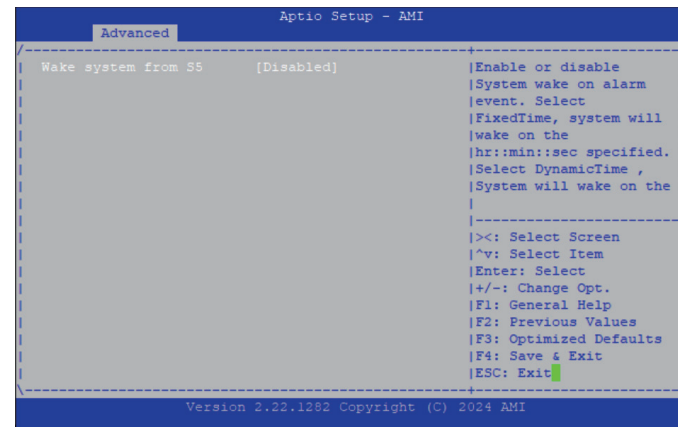 Aptio Setup - AMI
Advanced
Wake system from S5 [Disabled]
Enable or disable
System wake on alarm
event. Select
FixedTime, system will
wake on the
hr::min::sec specified.
Select DynamicTime ,
System will wake on the
><: Select Screen
^v: Select Item
Enter: Select
+/-: Change Opt.
F1: General Help
F2: Previous Values
F3: Optimized Defaults
F4: Save & Exit
ESC: Exit
Version 2.22.1282 Copyright (C) 2024 AMI